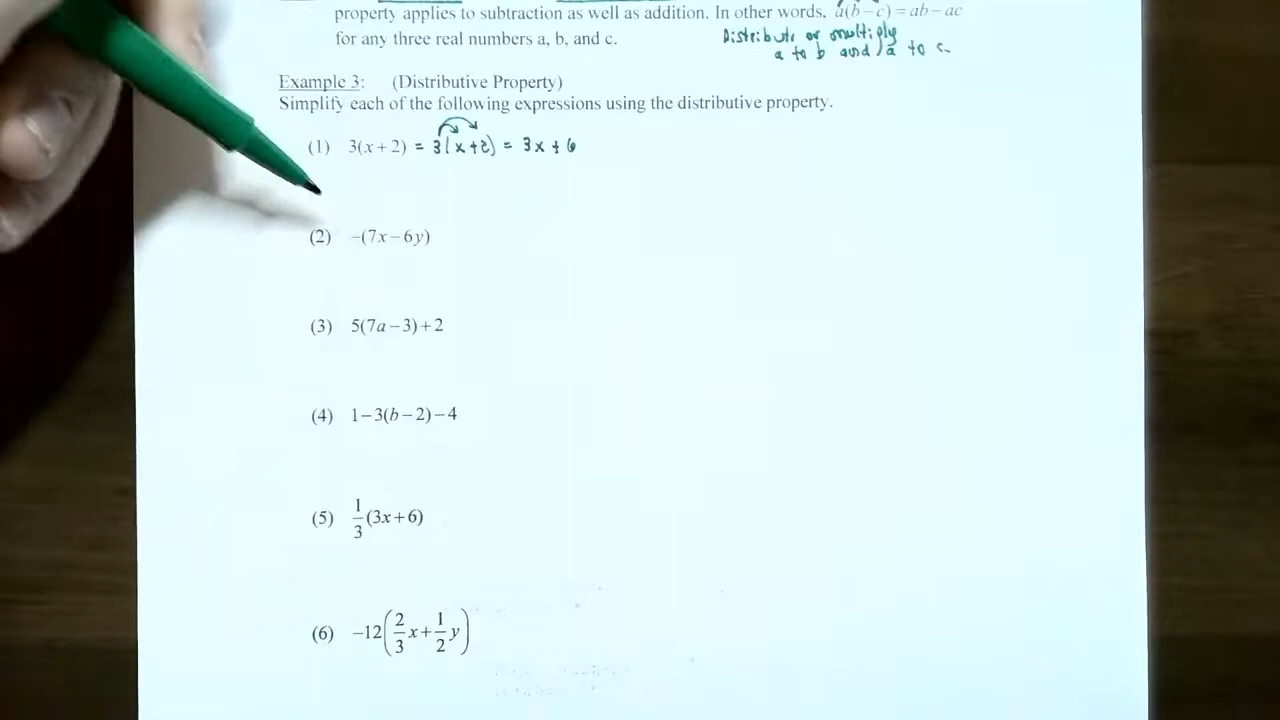 property applies to subtraction as well as addition. In other words, a(b−c)=ab−ac
for any three real numbers a, b, and c.
Distribute or multiply
a to b and a to c.
Example 3: (Distributive Property)
Simplify each of the following expressions using the distributive property.
(1) 3(x+2) = 3(x+2) = 3x + 6
(2) −(7x−6y)
(3) 5(7a−3)+2
(4) 1−3(b−2)−4
(5) 1/3(3x+6)
(6) −12(2/3x+1/2y)